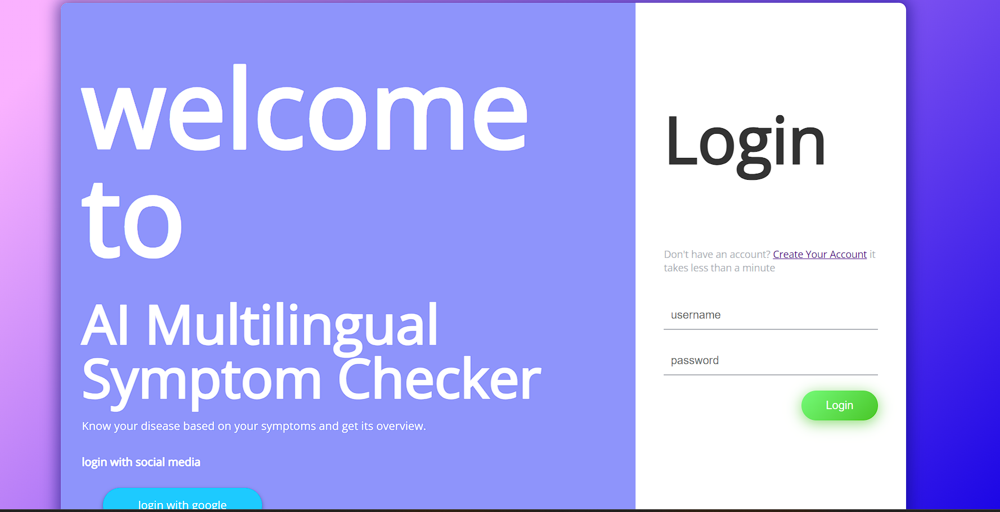 welcome
to
AI Multilingual
Symptom Checker
Know your disease based on your symptoms and get its overview.
login with social media
login with google
Login
Don't have an account? Create Your Account it
takes less than a minute
username
password
Login